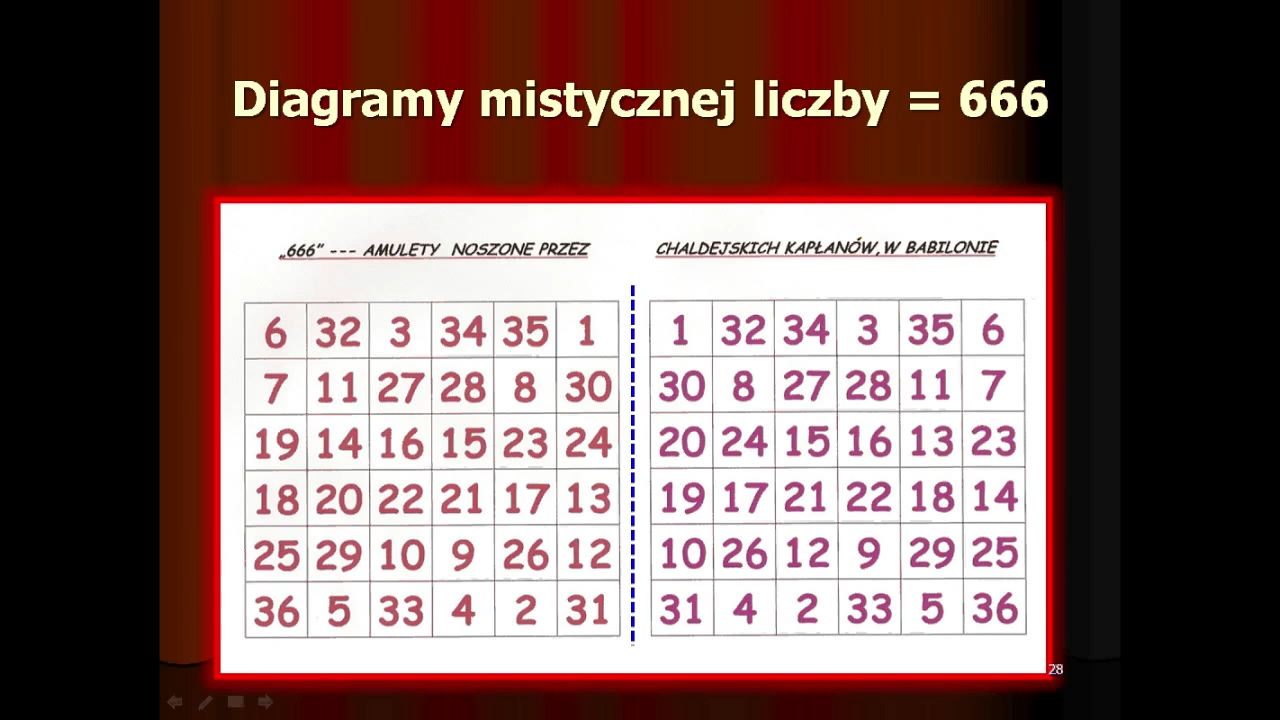 Diagramy mistycznej liczby = 666
„666” --- AMULETY NOSZONE PRZEZ
CHALDEJSKICH KAPŁANÓW, W BABILONIE
6 32 3 34 35 1
7 11 27 28 8 30
19 14 16 15 23 24
18 20 22 21 17 13
25 29 10 9 26 12
36 5 33 4 2 31
1 32 34 3 35 6
30 8 27 28 11 7
20 24 15 16 13 23
19 17 21 22 18 14
10 26 12 9 29 25
31 4 2 33 5 36
28